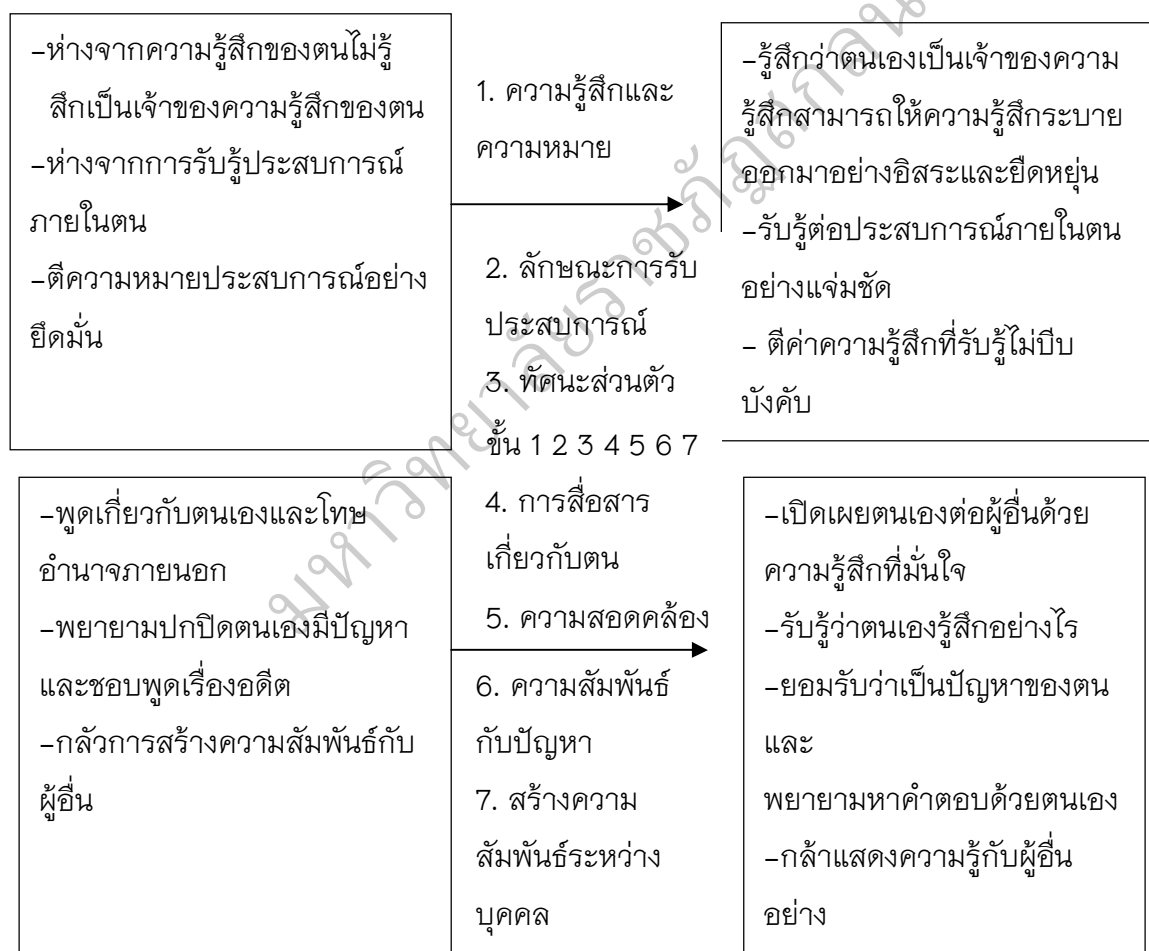 -ห่างจากความรู้สึกของตนไม่รู้
สึกเป็นเจ้าของความรู้สึกของตน
-ห่างจากการรับรู้ประสบการณ์
ภายในตน
-ตีความหมายประสบการณ์อย่าง
ยึดมั่น
1. ความรู้สึกและ
ความหมาย
2. ลักษณะการรับ
ประสบการณ์
3. ทัศนะส่วนตัว
ขั้น 1 2 3 4 5 6 7
-รู้สึกว่าตนเองเป็นเจ้าของความ
รู้สึกสามารถให้ความรู้สึกระบาย
ออกมาอย่างอิสระและยืดหยุ่น
-รับรู้ต่อประสบการณ์ภายในตน
อย่างแจ่มชัด
- ตีค่าความรู้สึกที่รับรู้ไม่บีบ
บังคับ
-พูดเกี่ยวกับตนเองและโทษ
อำนาจภายนอก
-พยายามปกปิดตนเองมีปัญหา
และชอบพูดเรื่องอดีต
-กลัวการสร้างความสัมพันธ์กับ
ผู้อื่น
4. การสื่อสาร
เกี่ยวกับตน
5. ความสอดคล้อง
6. ความสัมพันธ์
กับปัญหา
7. สร้างความ
สัมพันธ์ระหว่าง
บุคคล
-เปิดเผยตนเองต่อผู้อื่นด้วย
ความรู้สึกที่มั่นใจ
-รับรู้ว่าตนเองรู้สึกอย่างไร
-ยอมรับว่าเป็นปัญหาของตน
และ
พยายามหาคำตอบด้วยตนเอง
-กล้าแสดงความรู้กับผู้อื่น
อย่าง